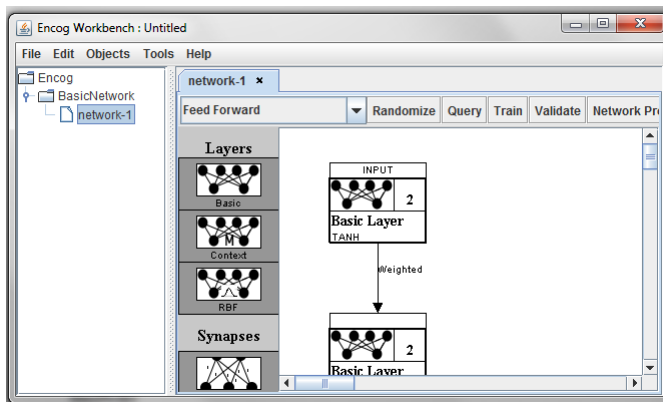 Encog Workbench : Untitled
File Edit Objects Tools Help
Encog
BasicNetwork
network-1
network-1 ×
Feed Forward Randomize Query Train Validate Network Pr
Layers
Basic
M
Context
RBF
Synapses
INPUT
2
Basic Layer
TANH
Weighted
2
Basic Layer